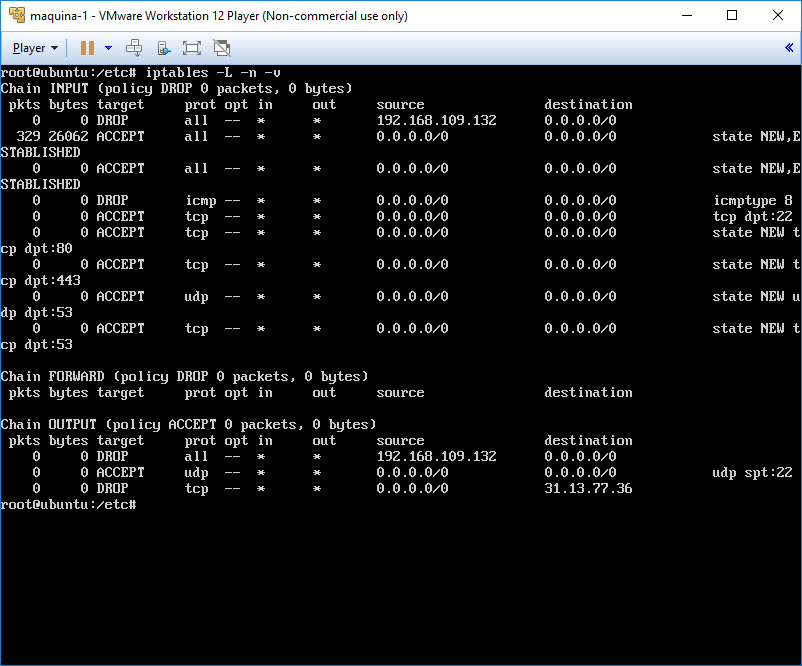 maquina-1 - VMware Workstation 12 Player (Non-commercial use only)
Player
root@ubuntu:/etc# iptables -L -n -v
Chain INPUT (policy DROP 0 packets, 0 bytes)
 pkts bytes target     prot opt in     out     source               destination
    0     0 DROP       all  --  *      *       192.168.109.132      0.0.0.0/0
  329 26062 ACCEPT     all  --  *      *       0.0.0.0/0            0.0.0.0/0            state NEW,E
STABLISHED
    0     0 ACCEPT     all  --  *      *       0.0.0.0/0            0.0.0.0/0            state NEW,E
STABLISHED
    0     0 DROP       icmp --  *      *       0.0.0.0/0            0.0.0.0/0            icmptype 8
    0     0 ACCEPT     tcp  --  *      *       0.0.0.0/0            0.0.0.0/0            tcp dpt:22
    0     0 ACCEPT     tcp  --  *      *       0.0.0.0/0            0.0.0.0/0            state NEW t
cp dpt:80
    0     0 ACCEPT     tcp  --  *      *       0.0.0.0/0            0.0.0.0/0            state NEW t
cp dpt:443
    0     0 ACCEPT     udp  --  *      *       0.0.0.0/0            0.0.0.0/0            state NEW u
dp dpt:53
    0     0 ACCEPT     tcp  --  *      *       0.0.0.0/0            0.0.0.0/0            state NEW t
cp dpt:53
Chain FORWARD (policy DROP 0 packets, 0 bytes)
 pkts bytes target     prot opt in     out     source               destination
Chain OUTPUT (policy ACCEPT 0 packets, 0 bytes)
 pkts bytes target     prot opt in     out     source               destination
    0     0 DROP       all  --  *      *       192.168.109.132      0.0.0.0/0
    0     0 ACCEPT     udp  --  *      *       0.0.0.0/0            0.0.0.0/0            udp spt:22
    0     0 DROP       tcp  --  *      *       0.0.0.0/0            31.13.77.36
root@ubuntu:/etc#